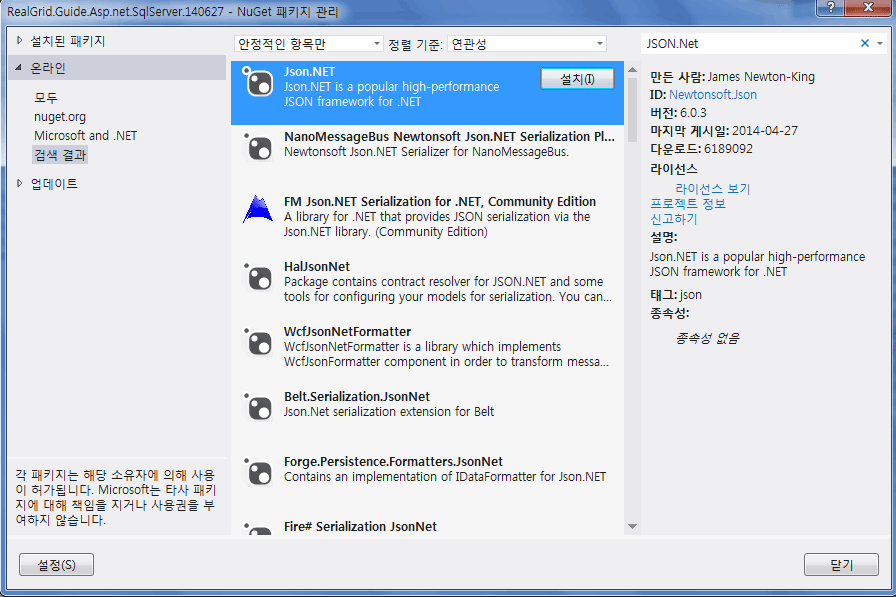 RealGrid.Guide.Asp.net.SqlServer.140627 - NuGet 패키지 관리
설치된 패키지
온라인
모두
nuget.org
Microsoft and .NET
검색 결과
업데이트
각 패키지는 해당 소유자에 의해 사용
이 허가됩니다. Microsoft는 타사 패키
지에 대해 책임을 지거나 사용권을 부
여하지 않습니다.
설정(S)
안정적인 항목만 정렬 기준: 연관성
Json.NET
설치(I)
Json.NET is a popular high-performance
JSON framework for .NET
NanoMessageBus Newtonsoft Json.NET Serialization Pl...
Newtonsoft Json.NET Serializer for NanoMessageBus.
FM Json.NET Serialization for .NET, Community Edition
A library for .NET that provides JSON serialization via the
Json.NET library. (Community Edition)
HalJsonNet
Package contains contract resolver for JSON.NET and some
tools for configuring your models for serialization. You can...
WcfJsonNetFormatter
WcfJsonNetFormatter is a library which implements
WcfJsonFormatter component in order to transform messa...
Belt.Serialization.JsonNet
Json.Net serialization extension for Belt
Forge.Persistence.Formatters.JsonNet
Contains an implementation of IDataFormatter for Json.NET
Fire# Serialization JsonNet
JSON.Net
만든 사람: James Newton-King
ID: Newtonsoft.Json
버전: 6.0.3
마지막 게시일: 2014-04-27
다운로드: 6189092
라이선스
라이선스 보기
프로젝트 정보
신고하기
설명:
Json.NET is a popular high-performance
JSON framework for .NET
태그: json
종속성:
종속성 없음
닫기